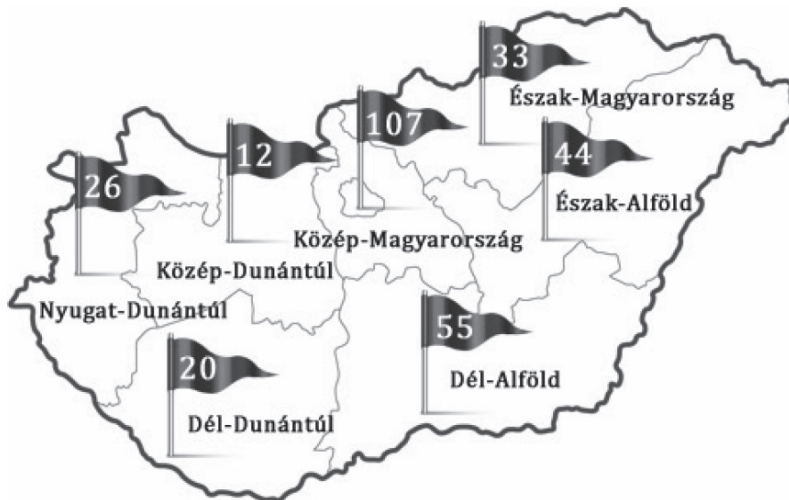 33
Észak-Magyarország
107
12
44
26
Észak-Alföld
Közép-Magyarország
Közép-Dunántúl
Nyugat-Dunántúl
55
20
Dél-Alföld
Dél-Dunántúl